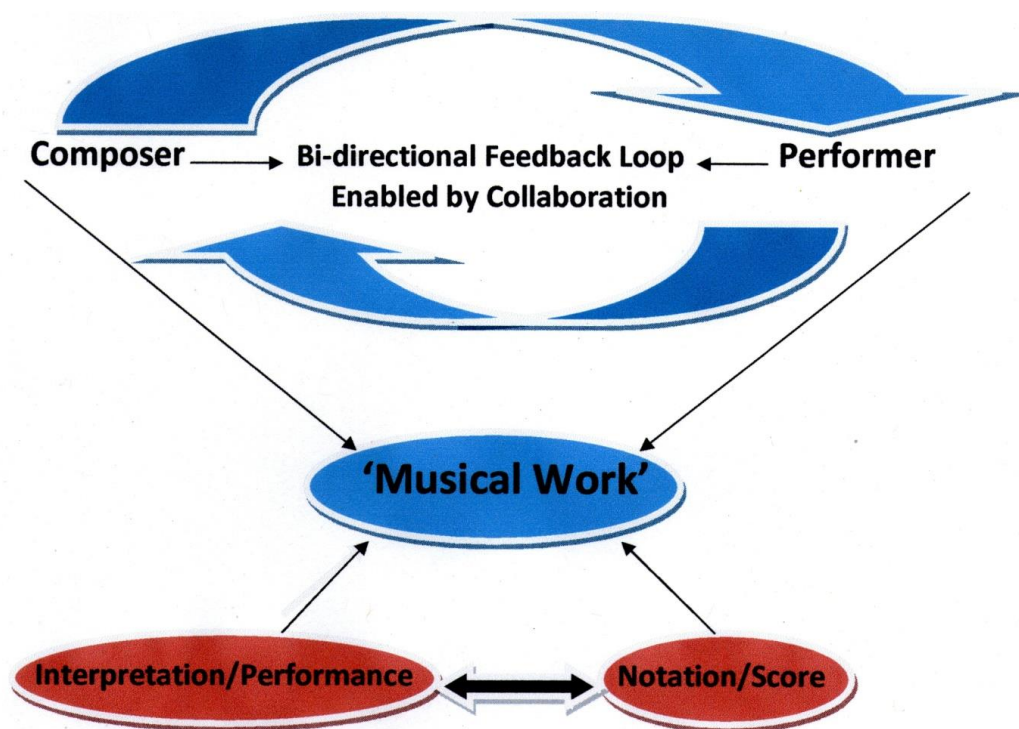 Composer
Bi-directional Feedback Loop
Enabled by Collaboration
Performer
‘Musical Work’
Interpretation/Performance
Notation/Score